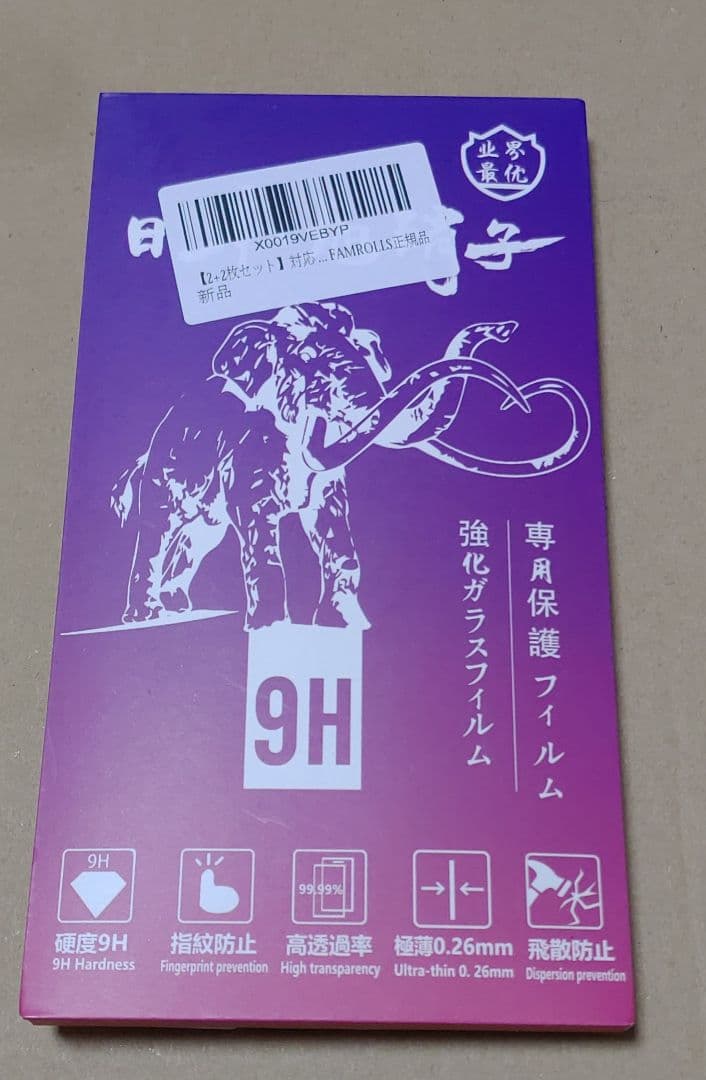 业界
最优
日
子
X0019VEBYP
【2+2枚セット】対応 ... FAMROLLS正規品
新品
専用保護フィルム
強化ガラスフィルム
9H
9H
99.99%
硬度9H
9H Hardness
指紋防止
Fingerprint prevention
高透過率
High transparency
極薄0.26mm
Ultra-thin 0. 26mm
飛散防止
Dispersion prevention